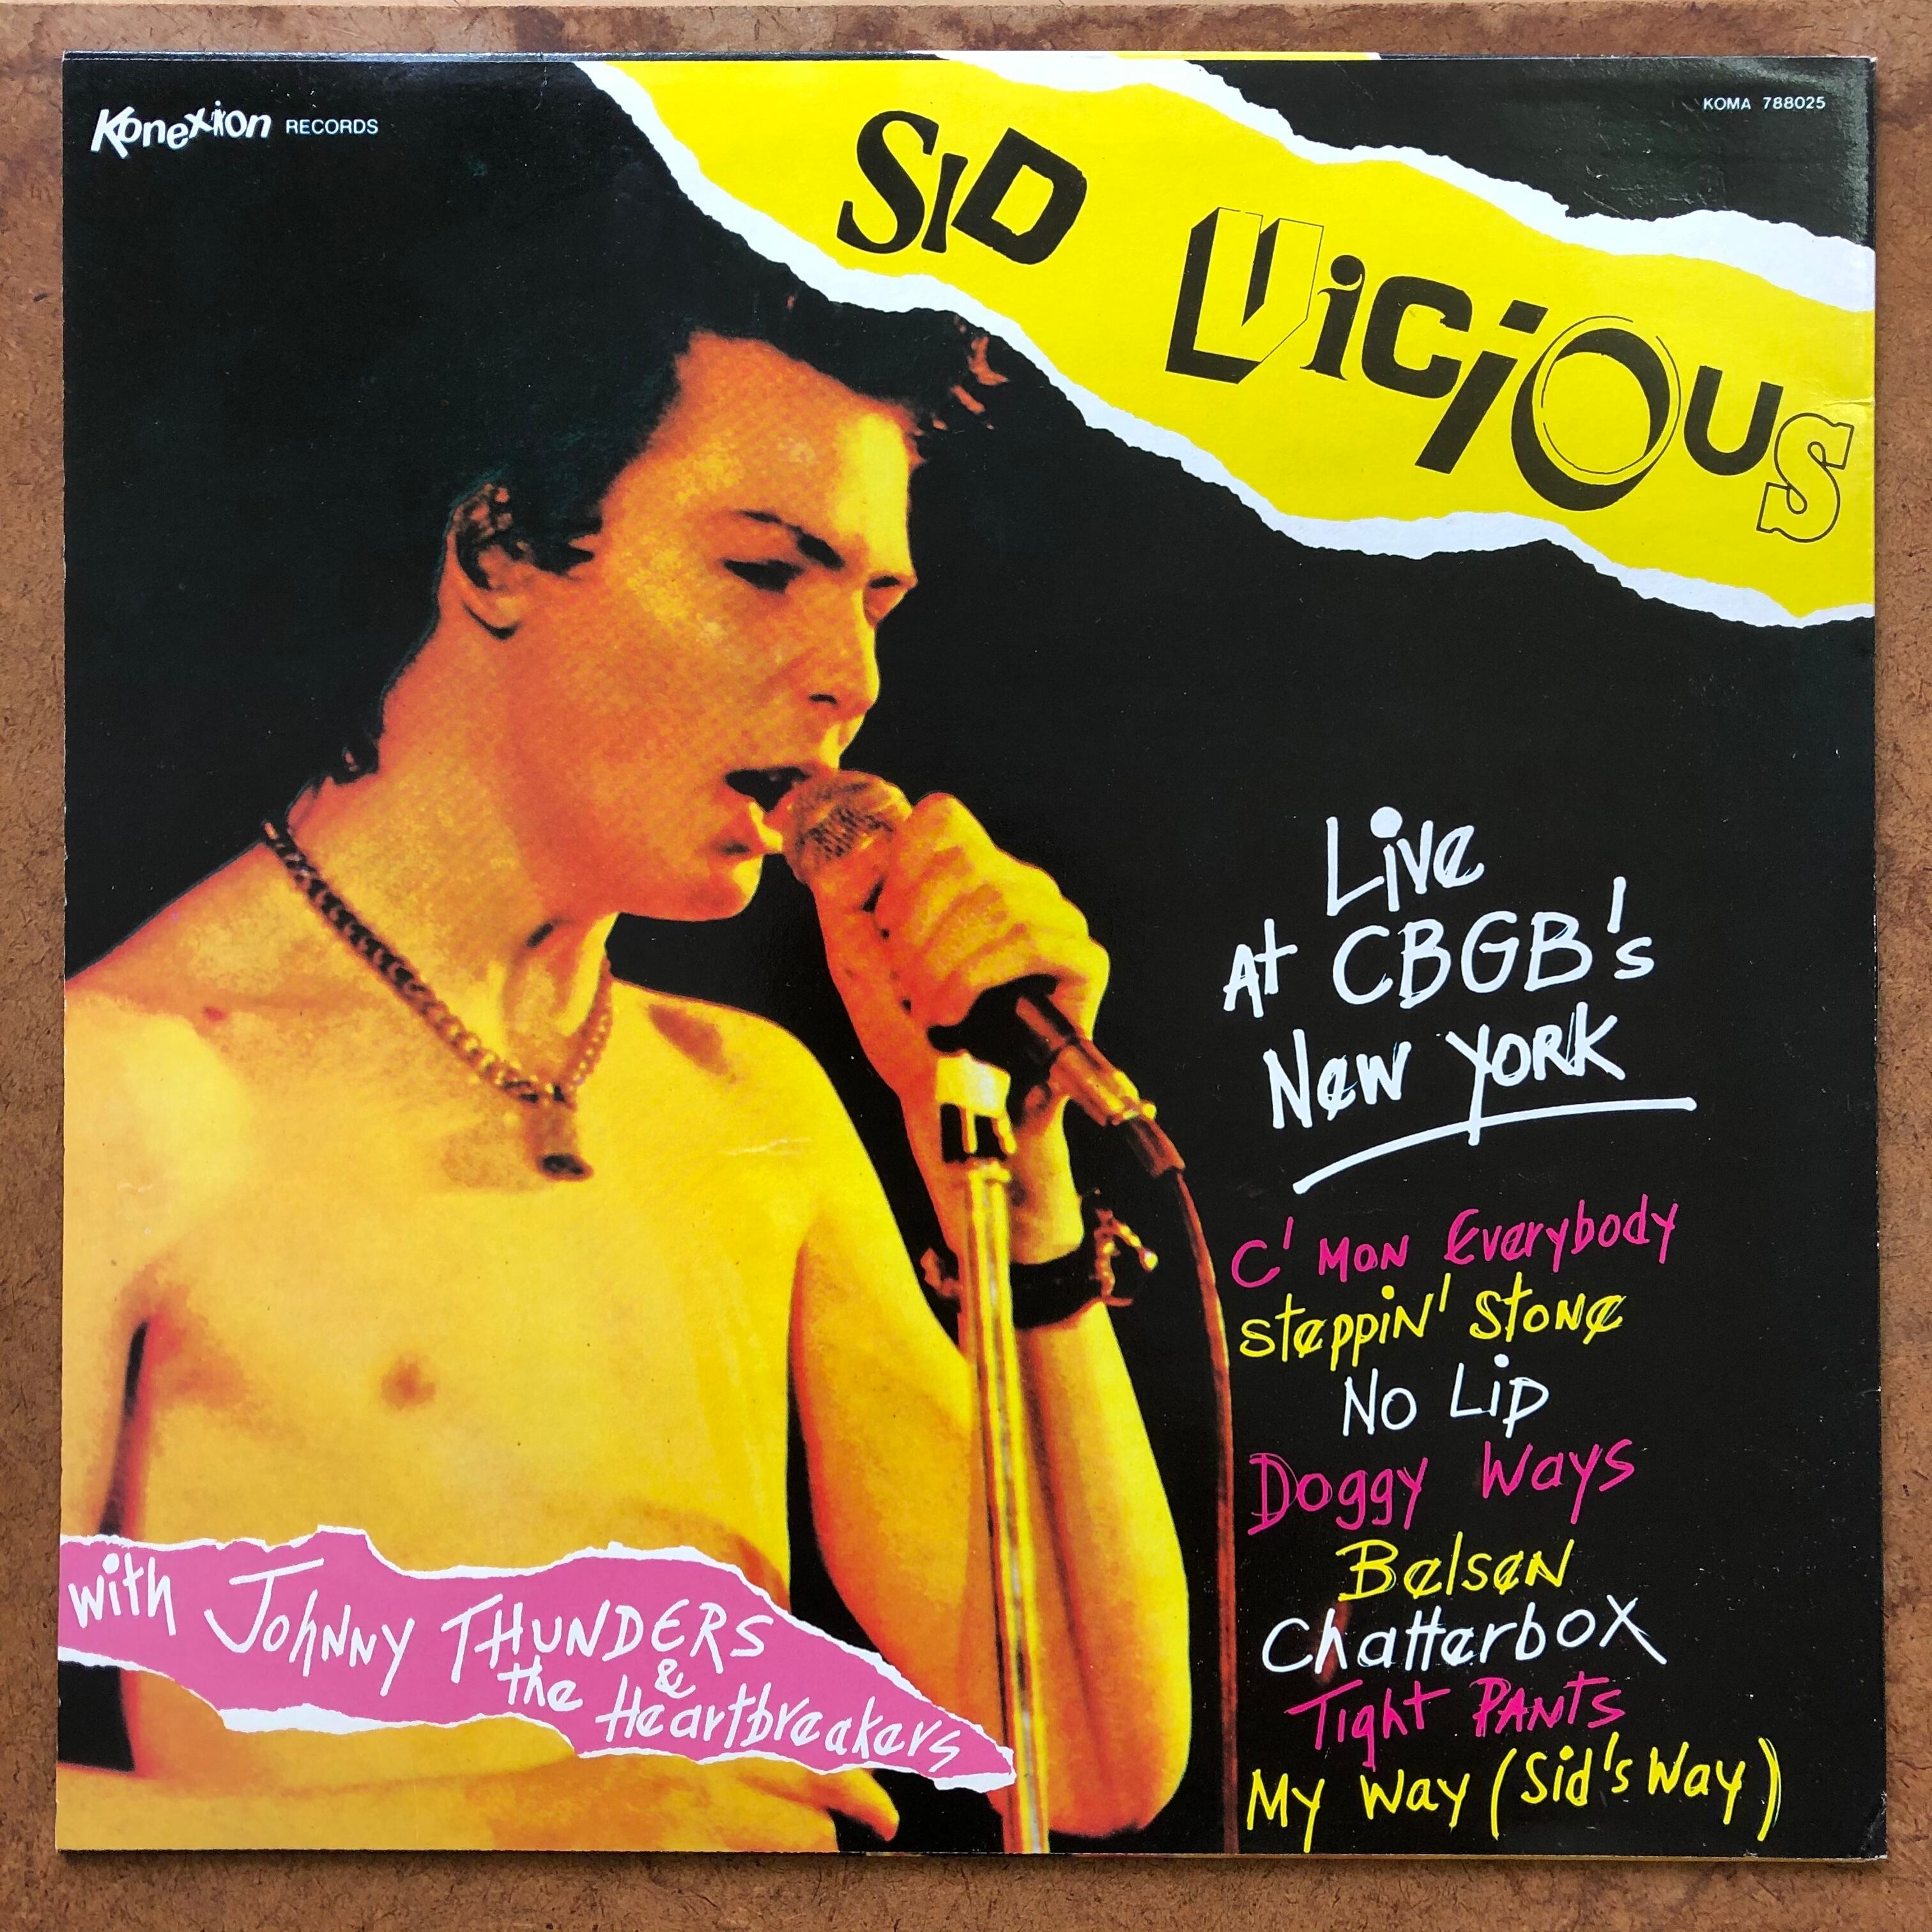 Konexion RECORDS
KOMA 788025
SiD ViciOUS
Live
At CBGB's
New York
C'mon Everybody
steppin' stone
No Lip
Doggy Ways
Belsen
Chatterbox
Tight Pants
My Way (Sid's Way)
with Johnny THUNDERS
&
the Heartbreakers